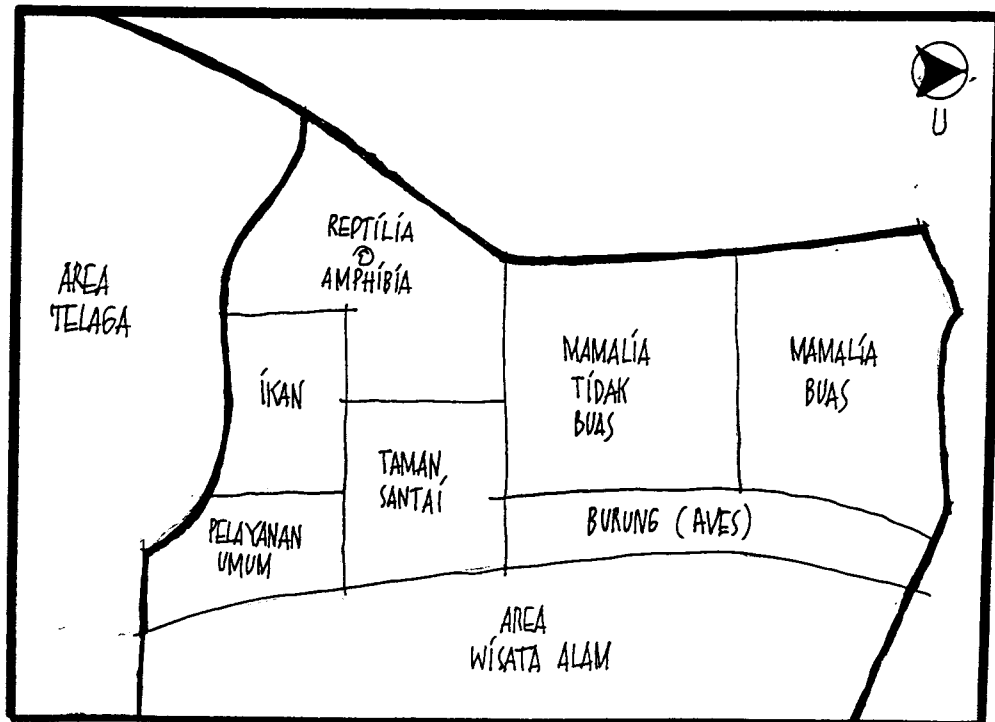 U
REPTILIA
&
AMPHIBIA
AREA
TELAGA
IKAN
MAMALIA
TIDAK
BUAS
MAMALIA
BUAS
TAMAN
SANTAI
PELAYANAN
UMUM
BURUNG (AVES)
AREA
WISATA ALAM